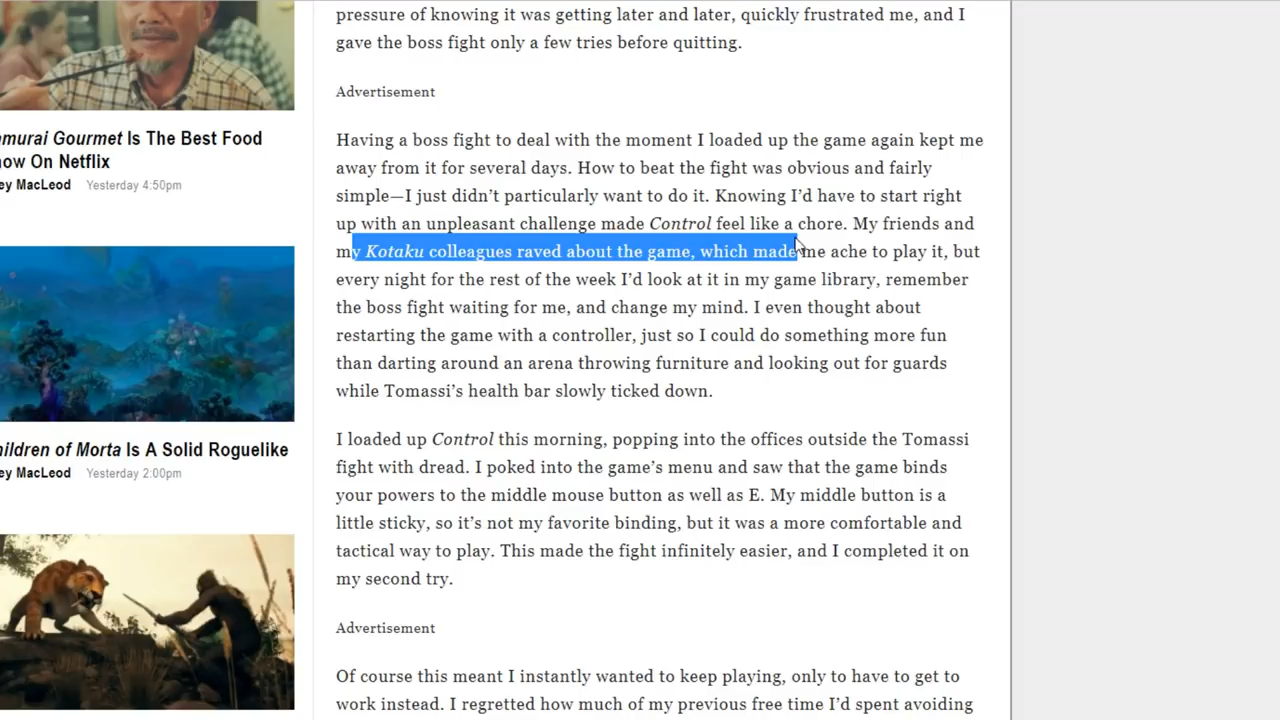 pressure of knowing it was getting later and later, quickly frustrated me, and I
gave the boss fight only a few tries before quitting.
Advertisement
Having a boss fight to deal with the moment I loaded up the game again kept me
away from it for several days. How to beat the fight was obvious and fairly
simple—I just didn’t particularly want to do it. Knowing I’d have to start right
up with an unpleasant challenge made Control feel like a chore. My friends and
my Kotaku colleagues raved about the game, which made me ache to play it, but
every night for the rest of the week I’d look at it in my game library, remember
the boss fight waiting for me, and change my mind. I even thought about
restarting the game with a controller, just so I could do something more fun
than darting around an arena throwing furniture and looking out for guards
while Tomassi’s health bar slowly ticked down.
I loaded up Control this morning, popping into the offices outside the Tomassi
fight with dread. I poked into the game’s menu and saw that the game binds
your powers to the middle mouse button as well as E. My middle button is a
little sticky, so it’s not my favorite binding, but it was a more comfortable and
tactical way to play. This made the fight infinitely easier, and I completed it on
my second try.
Advertisement
Of course this meant I instantly wanted to keep playing, only to have to get to
work instead. I regretted how much of my previous free time I’d spent avoiding
amurai Gourmet Is The Best Food
how On Netflix
ey MacLeod Yesterday 4:50pm
hildren of Morta Is A Solid Roguelike
ey MacLeod Yesterday 2:00pm